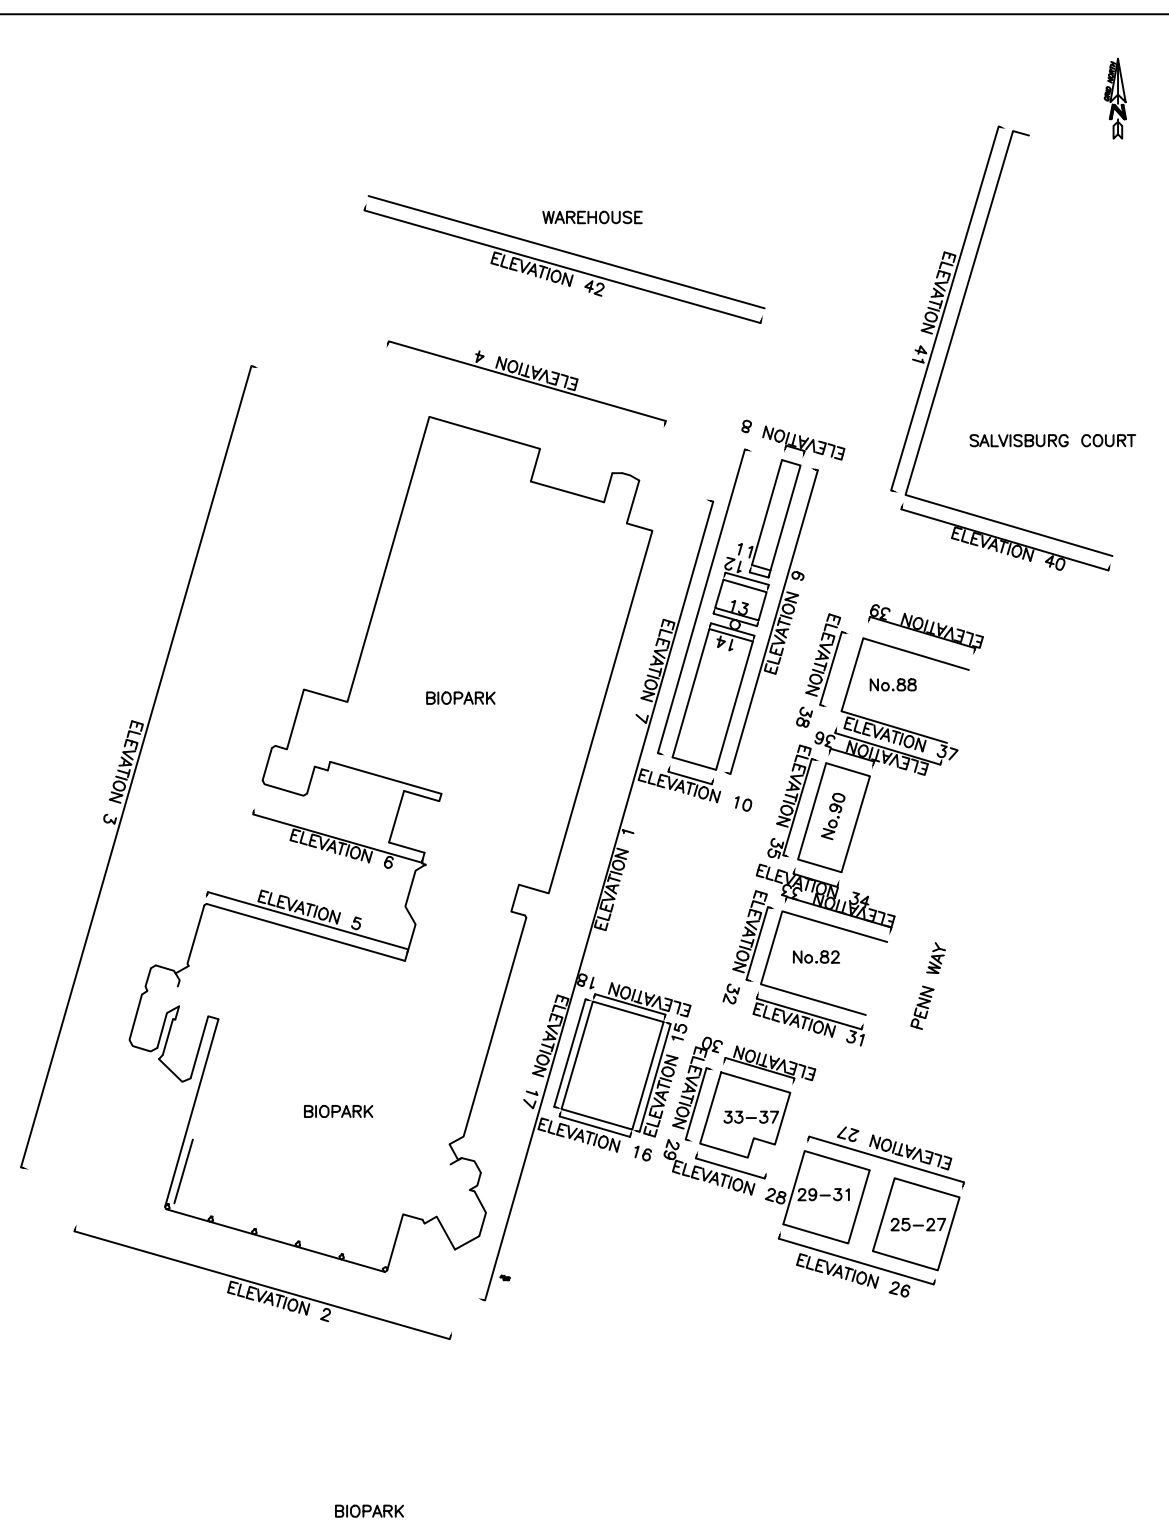 GRID NORTH
N
WAREHOUSE
ELEVATION 42
ELEVATION 41
ELEVATION 4
SALVISBURG COURT
ELEVATION 8
ELEVATION 40
11
12
13
14
ELEVATION 9
ELEVATION 39
ELEVATION 7
ELEVATION 38
No.88
BIOPARK
ELEVATION 37
ELEVATION 36
ELEVATION 3
ELEVATION 10
ELEVATION 35
No.90
ELEVATION 6
ELEVATION 1
ELEVATION 34
ELEVATION 33
ELEVATION 5
ELEVATION 32
No.82
PENN WAY
ELEVATION 18
ELEVATION 31
ELEVATION 17
ELEVATION 15
ELEVATION 30
ELEVATION 29
BIOPARK
33-37
ELEVATION 16
ELEVATION 27
ELEVATION 28
29-31
25-27
ELEVATION 26
ELEVATION 2
BIOPARK